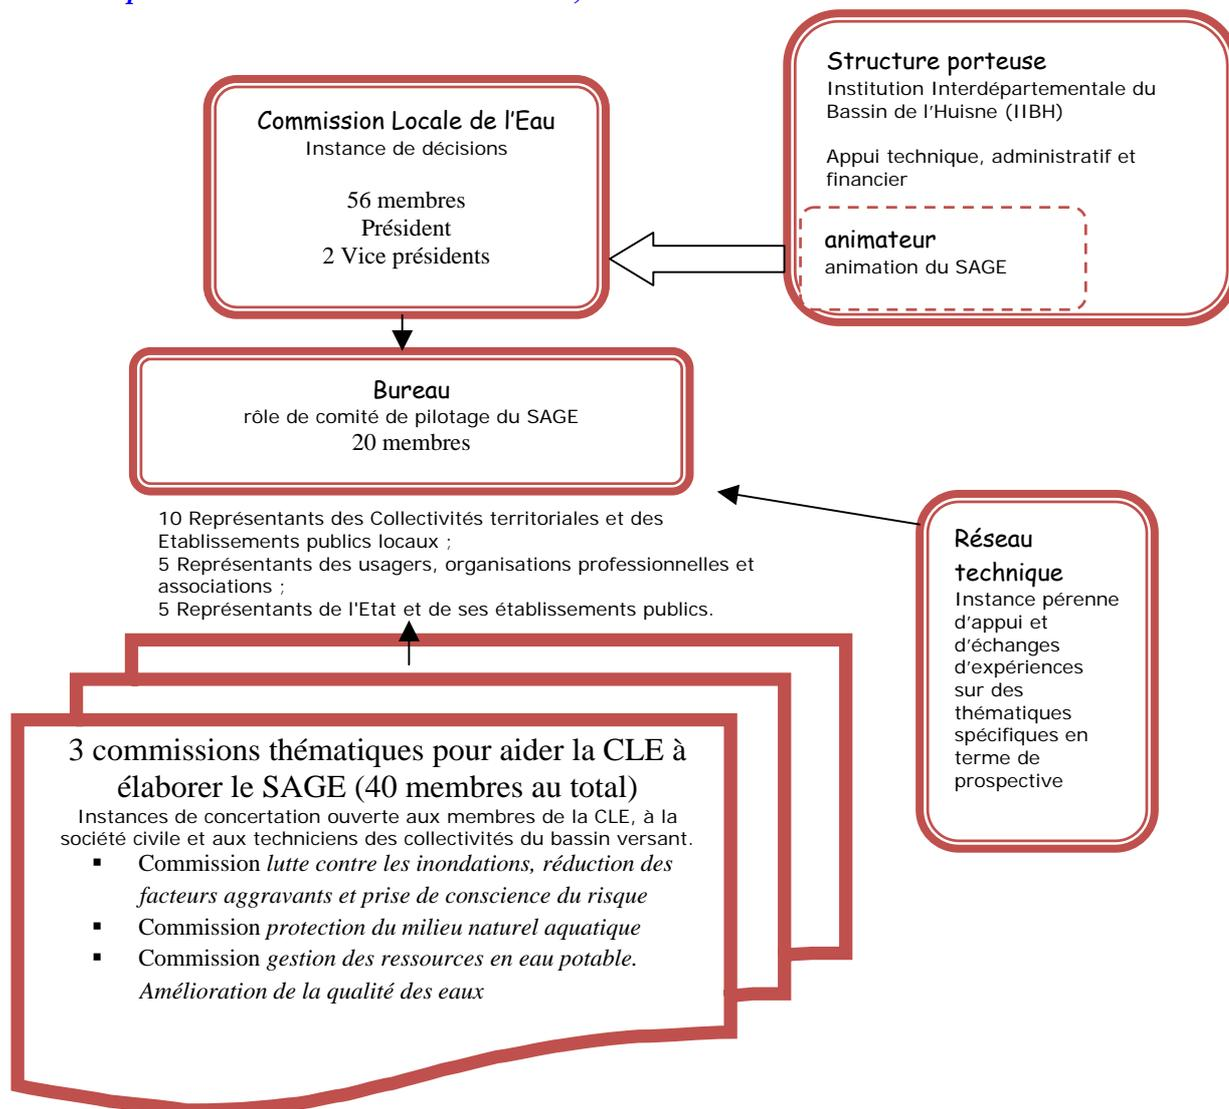 Commission Locale de l'Eau
Instance de décisions
56 membres
Président
2 Vice présidents
Structure porteuse
Institution Interdépartementale du
Bassin de l'Huisne (IIBH)
Appui technique, administratif et
financier
animateur
animation du SAGE
Bureau
rôle de comité de pilotage du SAGE
20 membres
10 Représentants des Collectivités territoriales et des
Etablissements publics locaux ;
5 Représentants des usagers, organisations professionnelles et
associations ;
5 Représentants de l'Etat et de ses établissements publics.
Réseau
technique
Instance pérenne
d'appui et
d'échanges
d'expériences
sur des
thématiques
spécifiques en
terme de
prospective
3 commissions thématiques pour aider la CLE à
élaborer le SAGE (40 membres au total)
Instances de concertation ouverte aux membres de la CLE, à la
société civile et aux techniciens des collectivités du bassin versant.
▪ Commission lutte contre les inondations, réduction des
facteurs aggravants et prise de conscience du risque
▪ Commission protection du milieu naturel aquatique
▪ Commission gestion des ressources en eau potable.
Amélioration de la qualité des eaux